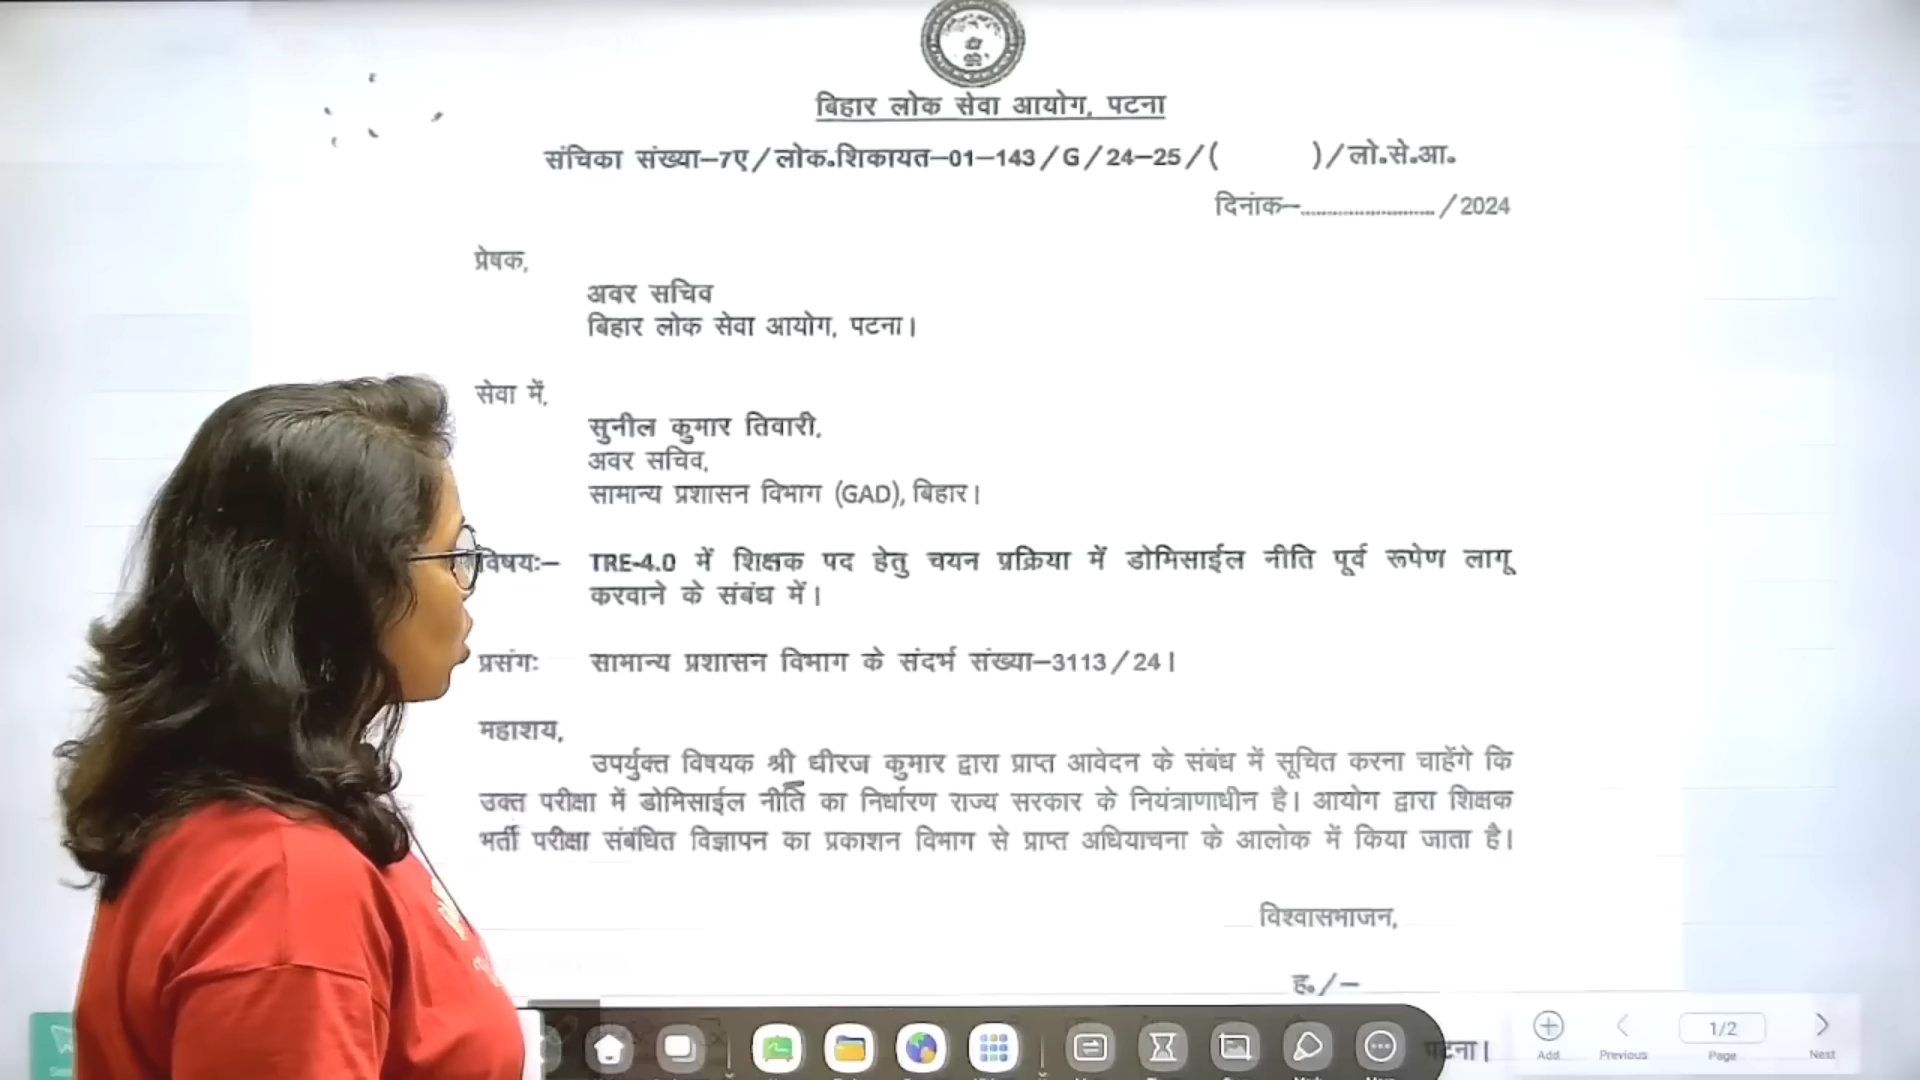 बिहार लोक सेवा आयोग, पटना
संचिका संख्या–7ए/लोक.शिकायत–01–143/G/24–25/( )/लो.से.आ.
दिनांक–......................../2024
प्रेषक,
अवर सचिव
बिहार लोक सेवा आयोग, पटना।
सेवा में,
सुनील कुमार तिवारी,
अवर सचिव,
सामान्य प्रशासन विभाग (GAD), बिहार।
विषयः– TRE-4.0 में शिक्षक पद हेतु चयन प्रक्रिया में डोमिसाईल नीति पूर्व रूपेण लागू
करवाने के संबंध में।
प्रसंगः सामान्य प्रशासन विभाग के संदर्भ संख्या–3113/24।
महाशय,
उपर्युक्त विषयक श्री धीरज कुमार द्वारा प्राप्त आवेदन के संबंध में सूचित करना चाहेंगे कि
उक्त परीक्षा में डोमिसाईल नीति का निर्धारण राज्य सरकार के नियंत्राणाधीन है। आयोग द्वारा शिक्षक
भर्ती परीक्षा संबंधित विज्ञापन का प्रकाशन विभाग से प्राप्त अधियाचना के आलोक में किया जाता है।
विश्वासभाजन,
ह./–
पटना।
Add
Previous
1/2
Page
Next